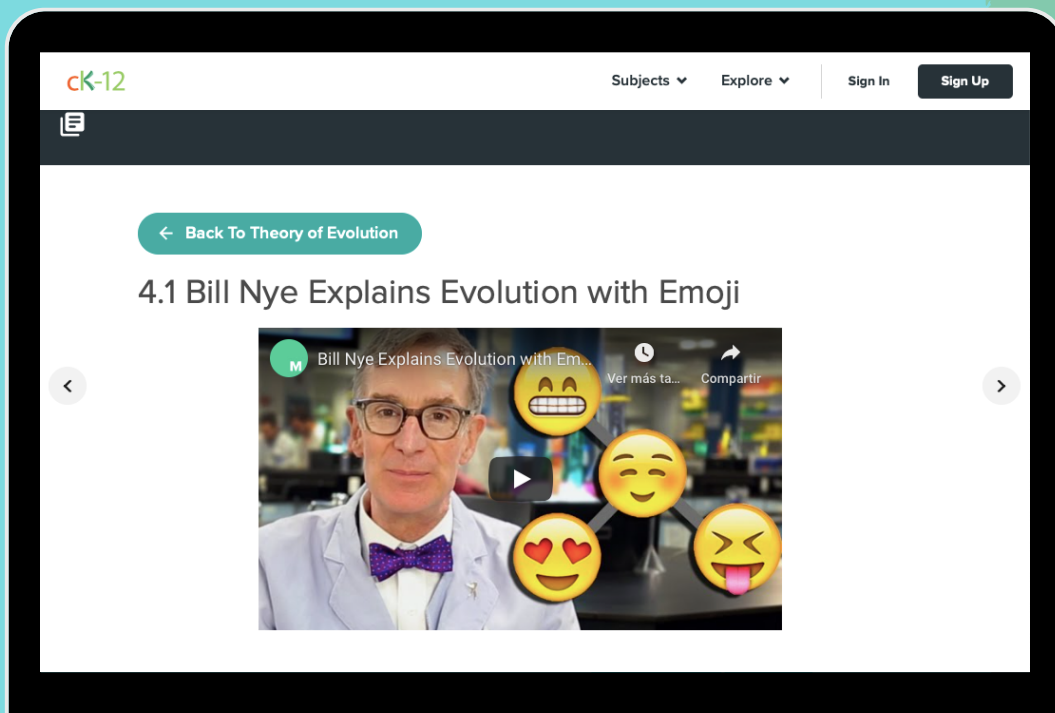 cK-12
Subjects
Explore
Sign In
Sign Up
Back To Theory of Evolution
4.1 Bill Nye Explains Evolution with Emoji
M
Bill Nye Explains Evolution with Em...
Ver más ta...
Compartir